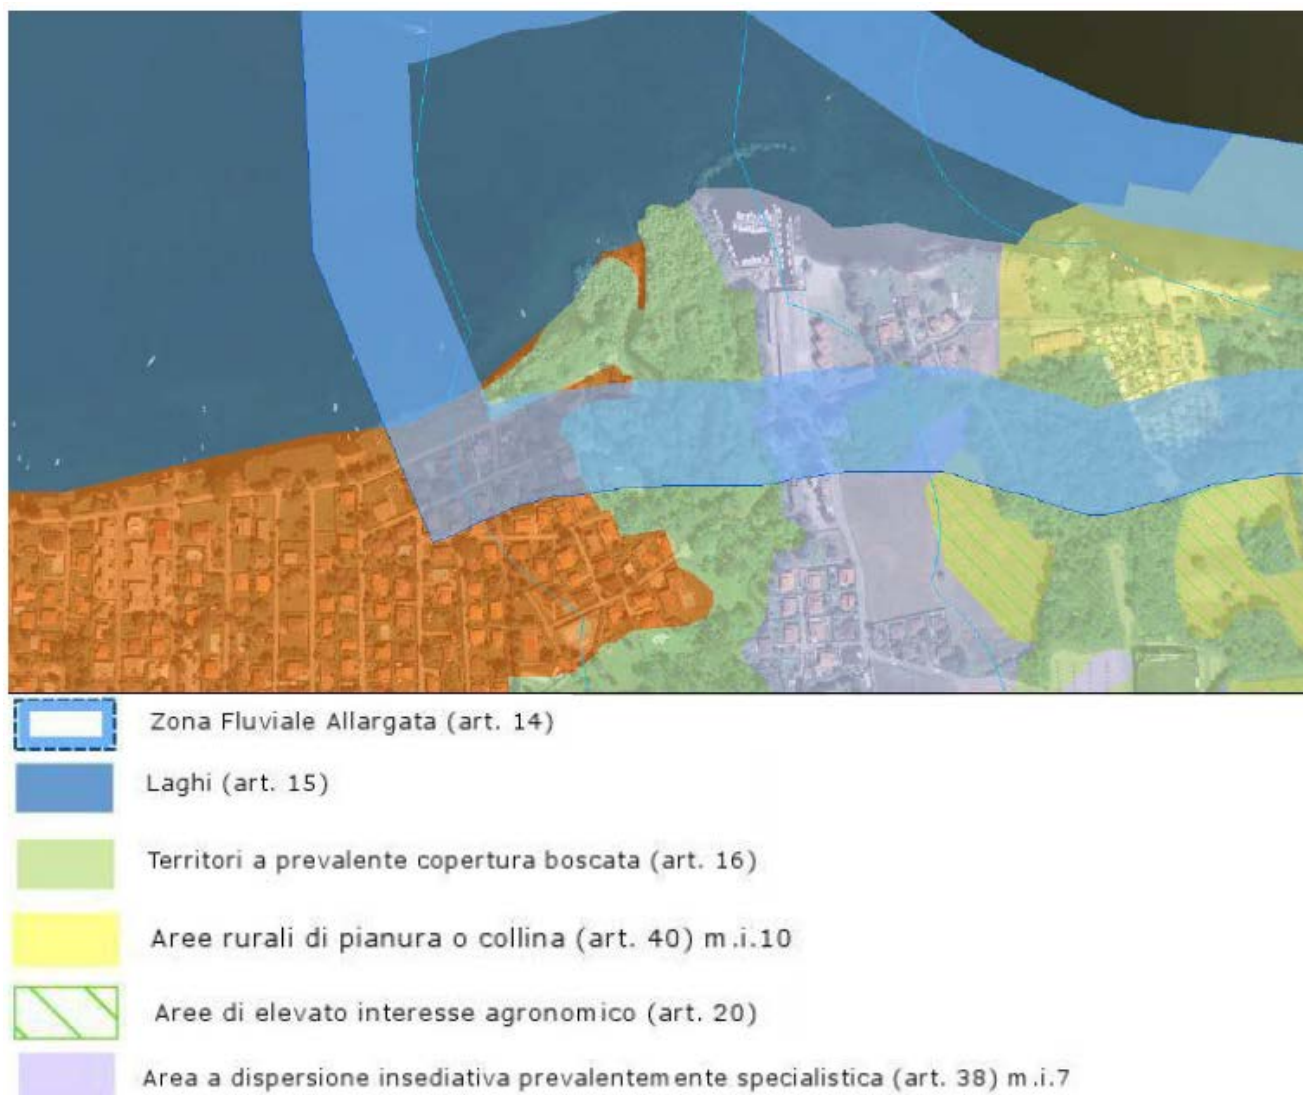 Zona Fluviale Allargata (art. 14)
Laghi (art. 15)
Territori a prevalente copertura boscata (art. 16)
Aree rurali di pianura o collina (art. 40) m.i.10
Aree di elevato interesse agronomico (art. 20)
Area a dispersione insediativa prevalentemente specialistica (art. 38) m.i.7